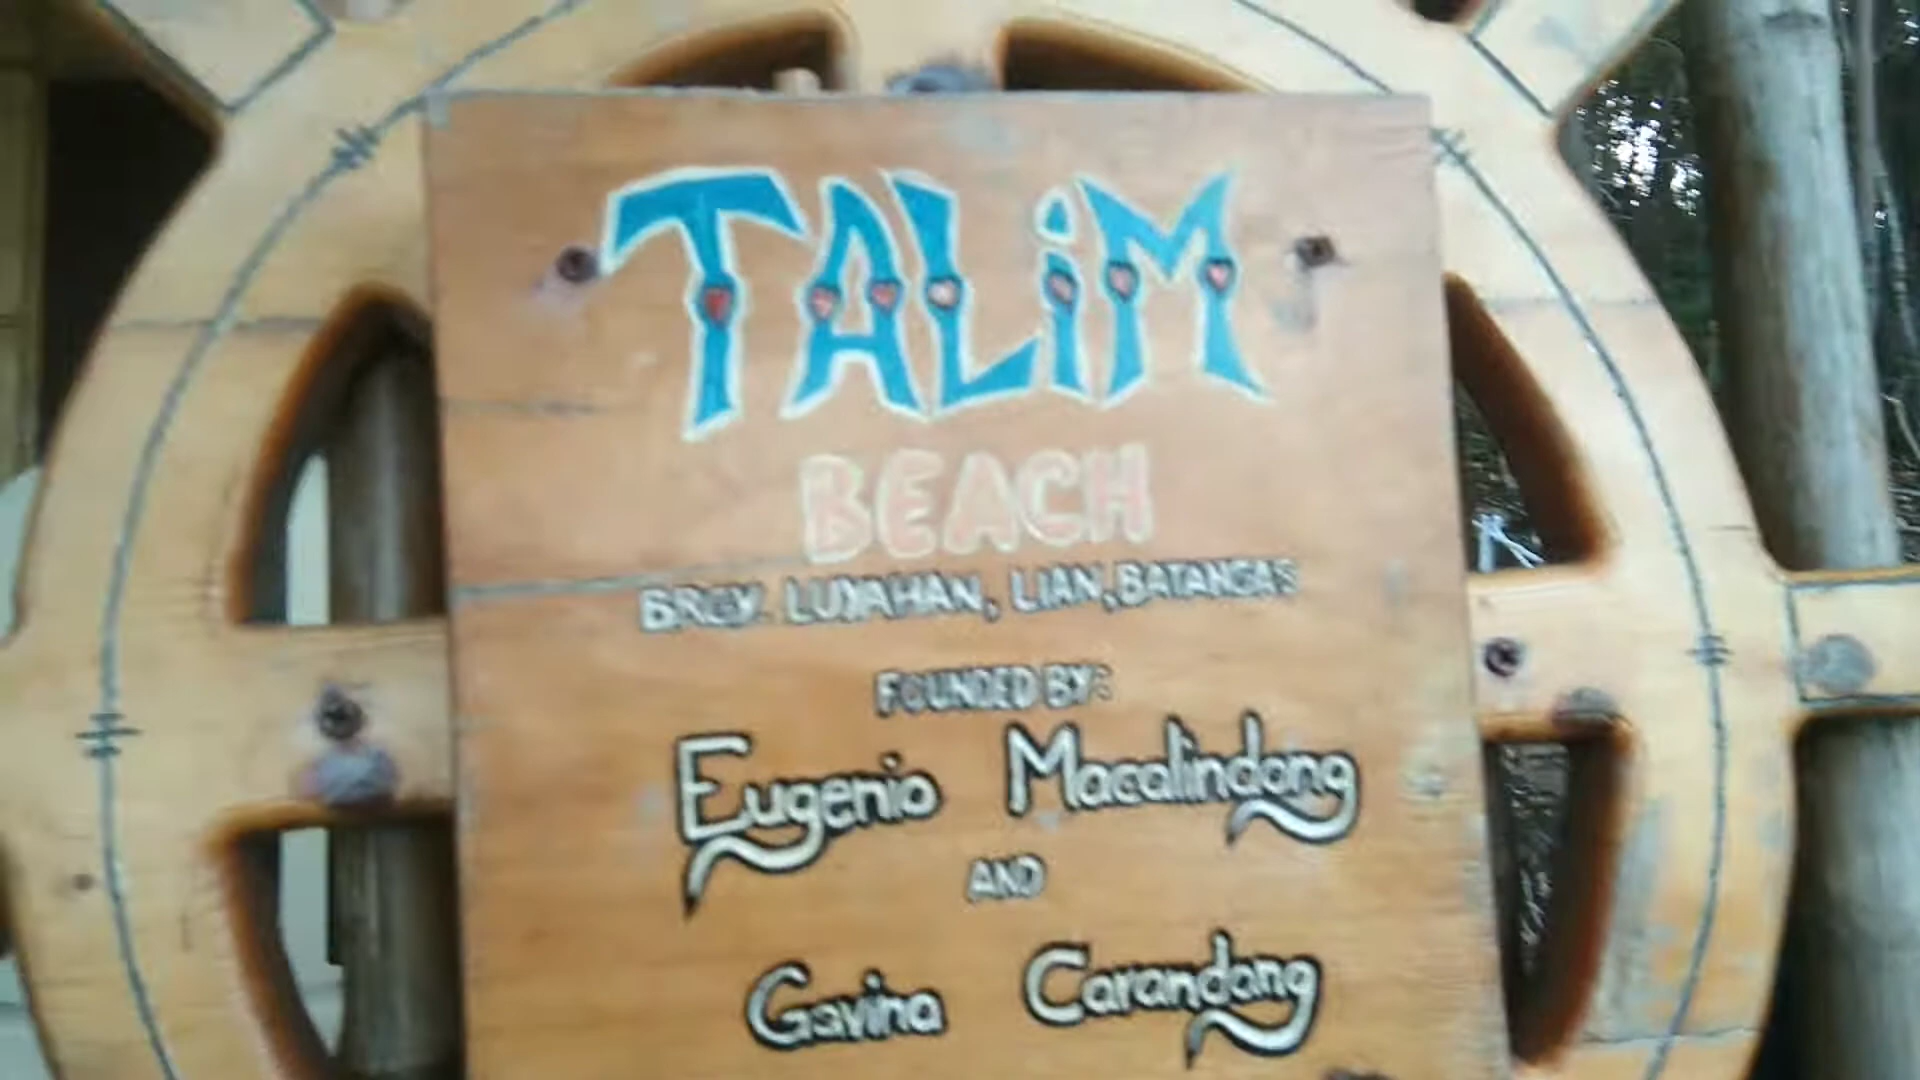 TALiM
BEACH
BRGY. LUYAHAN, LIAN, BATANGAS
FOUNDED BY:
Eugenio Macalindong
AND
Gavina Carandang